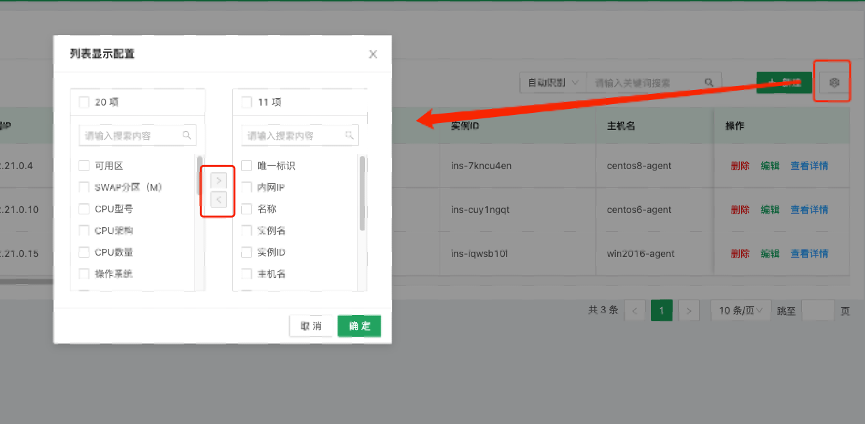 列表显示配置
20 项
11 项
请输入搜索内容
请输入搜索内容
可用区
SWAP分区（M）
CPU型号
CPU架构
CPU数量
操作系统
唯一标识
内网IP
名称
实例名
实例ID
主机名
取 消
确 定
自动识别
请输入关键词搜索
+ 新建
IP
实例ID
主机名
操作
.21.0.4
ins-7kncu4en
centos8-agent
删除 编辑 查看详情
.21.0.10
ins-cuy1ngqt
centos6-agent
删除 编辑 查看详情
.21.0.15
ins-iqwsb10l
win2016-agent
删除 编辑 查看详情
共 3 条
1
10 条/页
跳至
页